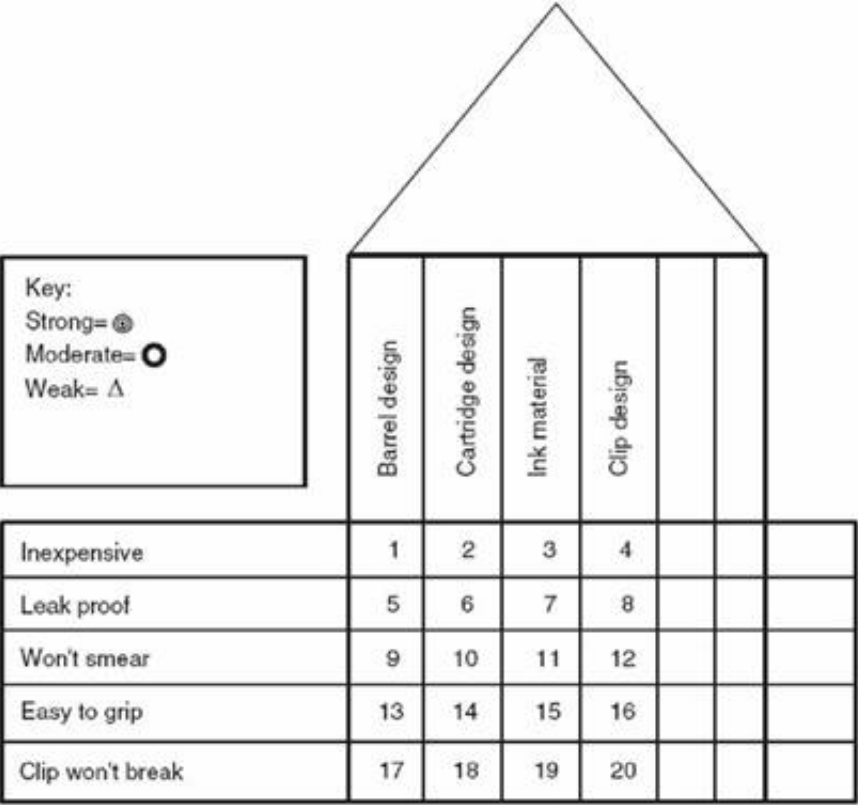 Key:
Strong= ◎
Moderate= O
Weak= Δ
Barrel design
Cartridge design
Ink material
Clip design
Inexpensive 1 2 3 4
Leak proof 5 6 7 8
Won't smear 9 10 11 12
Easy to grip 13 14 15 16
Clip won't break 17 18 19 20